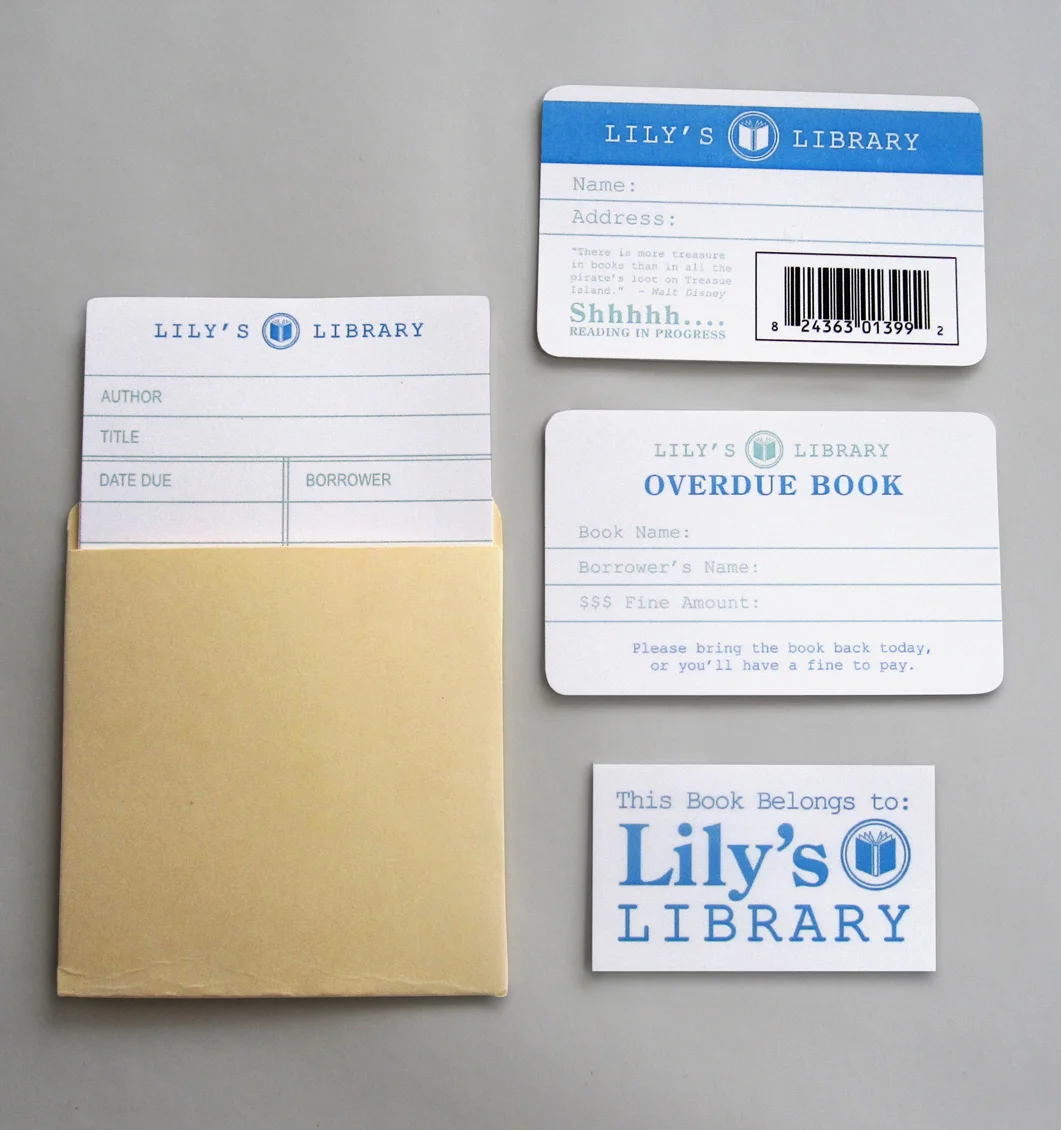 LILY'S LIBRARY
AUTHOR
TITLE
DATE DUE BORROWER
LILY'S LIBRARY
Name:
Address:
"There is more treasure
in books than in all the
pirate's loot on Treasue
Island." - Walt Disney
Shhhhh....
READING IN PROGRESS
8 24363 01399 2
LILY'S LIBRARY
OVERDUE BOOK
Book Name:
Borrower's Name:
$$$ Fine Amount:
Please bring the book back today,
or you'll have a fine to pay.
This Book Belongs to:
Lily's
LIBRARY